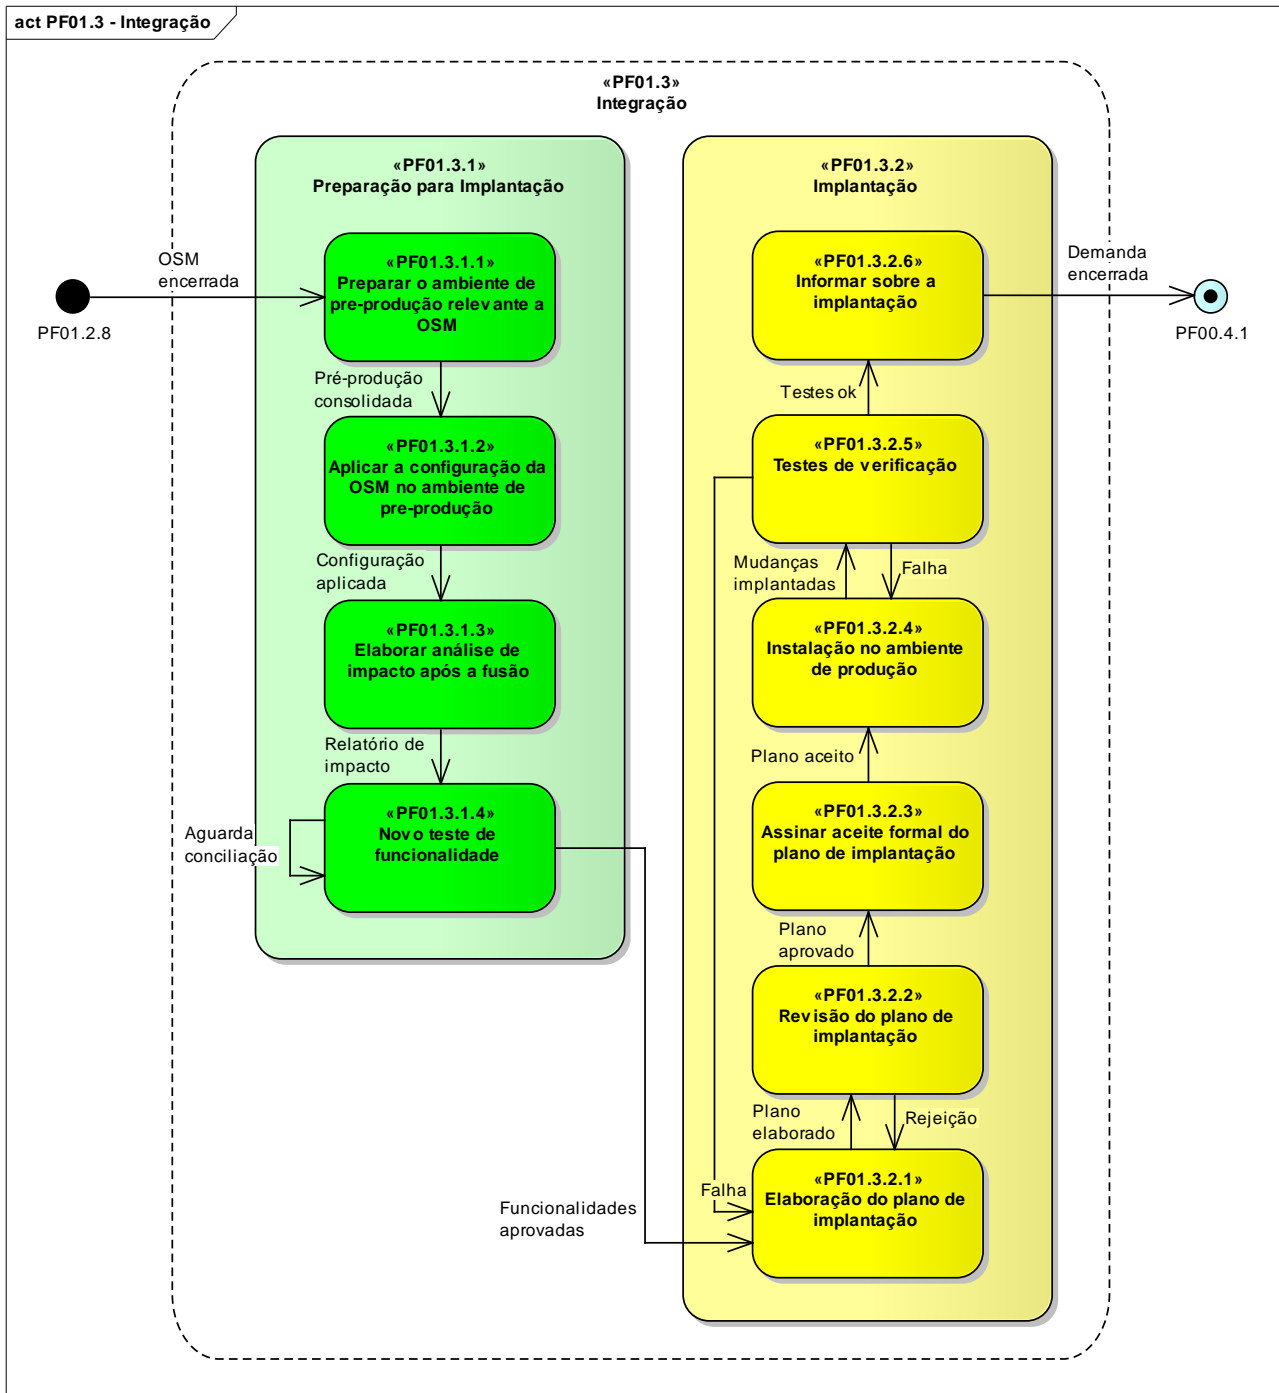 act PF01.3 - Integração
«PF01.3»
Integração
«PF01.3.1»
Preparação para Implantação
OSM
encerrada
PF01.2.8
«PF01.3.1.1»
Preparar o ambiente de
pre-produção relevante a
OSM
Pré-produção
consolidada
«PF01.3.1.2»
Aplicar a configuração da
OSM no ambiente de
pre-produção
Configuração
aplicada
«PF01.3.1.3»
Elaborar análise de
impacto após a fusão
Relatório de
impacto
«PF01.3.1.4»
Novo teste de
funcionalidade
Aguarda
conciliação
Funcionalidades
aprovadas
«PF01.3.2»
Implantação
«PF01.3.2.6»
Informar sobre a
implantação
Demanda
encerrada
PF00.4.1
Testes ok
«PF01.3.2.5»
Testes de verificação
Mudanças
implantadas
Falha
«PF01.3.2.4»
Instalação no ambiente
de produção
Plano aceito
«PF01.3.2.3»
Assinar aceite formal do
plano de implantação
Plano
aprovado
«PF01.3.2.2»
Revisão do plano de
implantação
Plano
elaborado
Rejeição
«PF01.3.2.1»
Elaboração do plano de
implantação
Falha